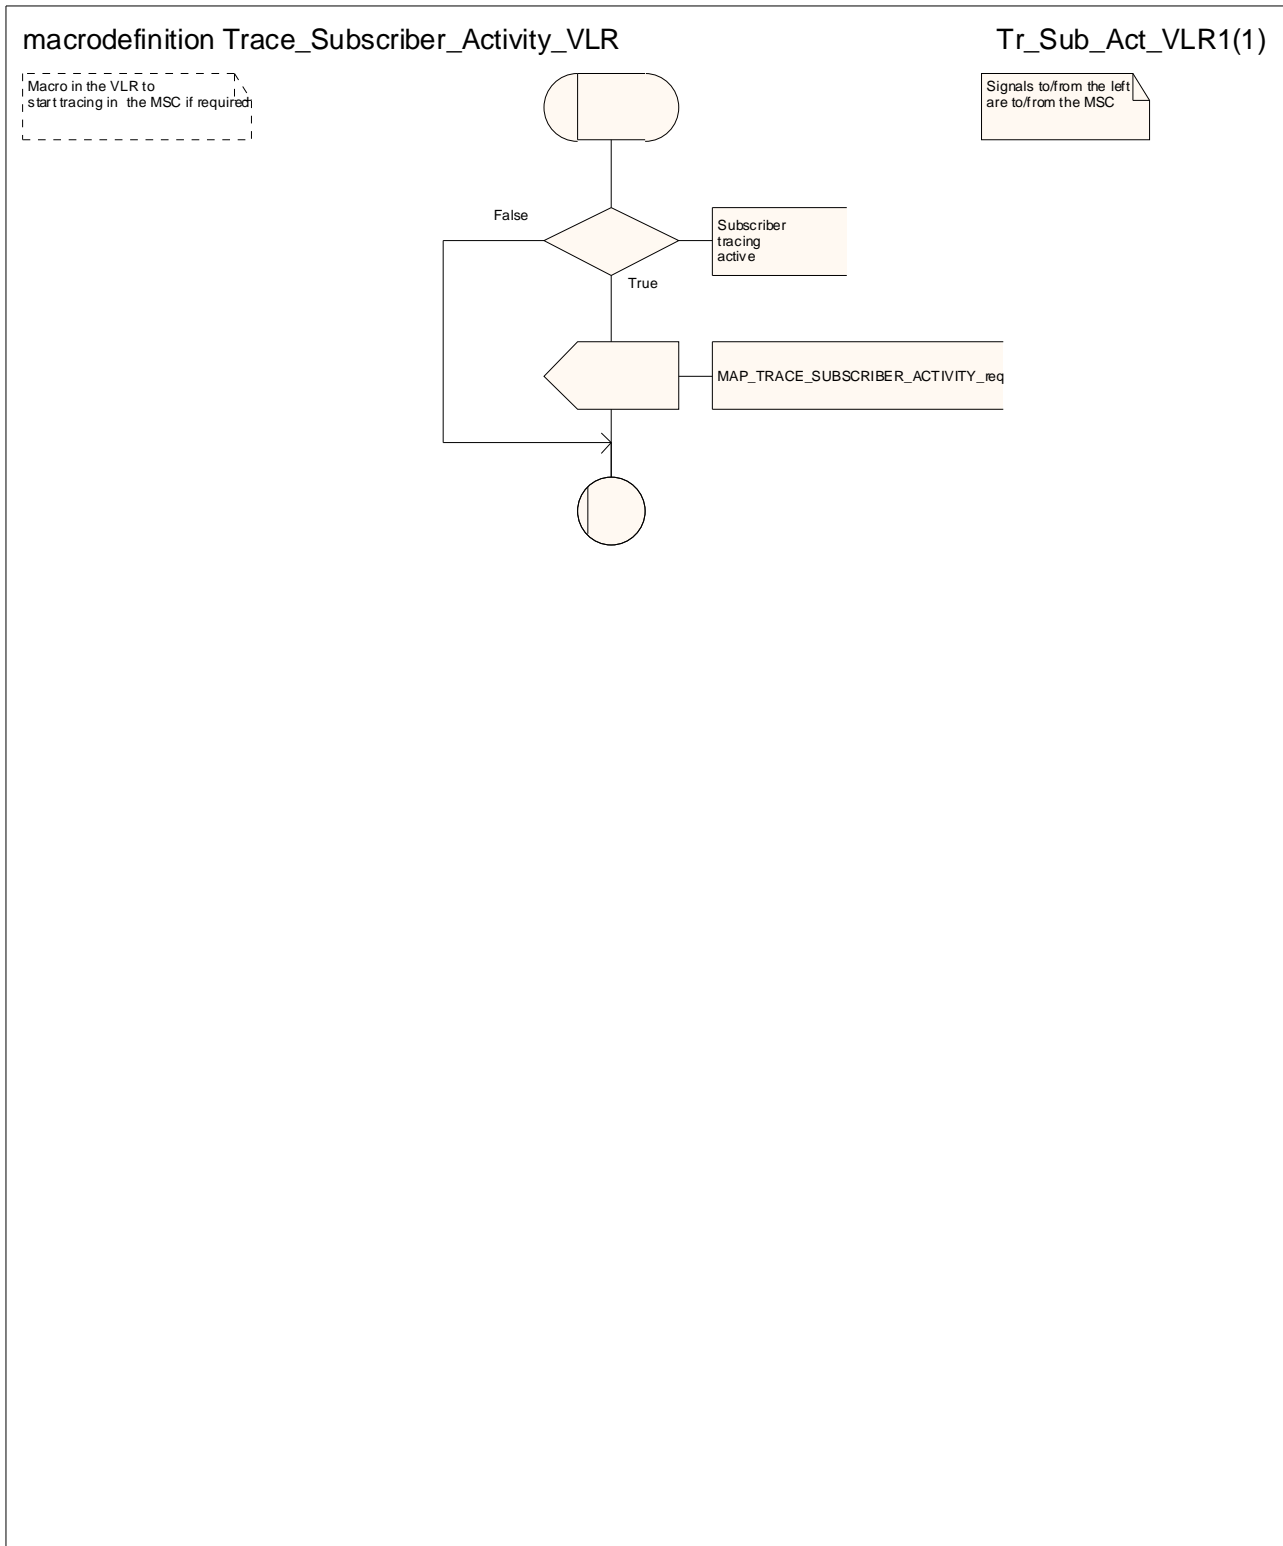 macrodefinition Trace_Subscriber_Activity_VLR
Tr_Sub_Act_VLR1(1)
Macro in the VLR to
start tracing in the MSC if required
Signals to/from the left
are to/from the MSC
False
Subscriber
tracing
active
True
MAP_TRACE_SUBSCRIBER_ACTIVITY_req